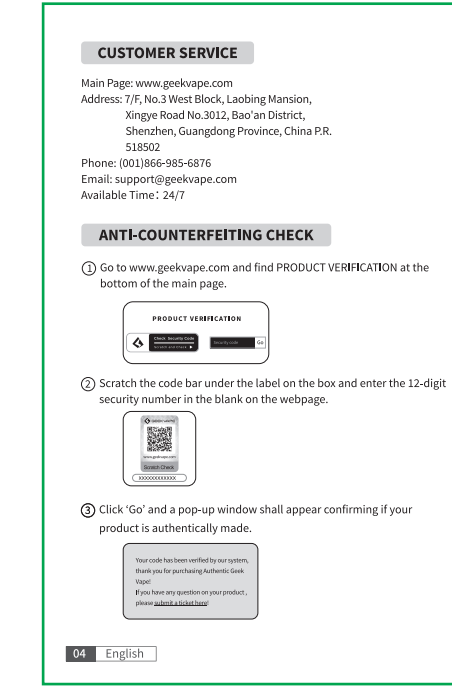 CUSTOMER SERVICE
Main Page: www.geekvape.com
Address: 7/F, No.3 West Block, Laobing Mansion,
Xingye Road No.3012, Bao'an District,
Shenzhen, Guangdong Province, China P.R.
518502
Phone: (001)866-985-6876
Email: support@geekvape.com
Available Time: 24/7
ANTI-COUNTERFEITING CHECK
① Go to www.geekvape.com and find PRODUCT VERIFICATION at the
bottom of the main page.
PRODUCT VERIFICATION
Check Security Code
Scratch and Check ▶
Security code Go
② Scratch the code bar under the label on the box and enter the 12-digit
security number in the blank on the webpage.
www.geekvape.com
Scratch Check
XXXXXXXXXXXX
③ Click ‘Go’ and a pop-up window shall appear confirming if your
product is authentically made.
Your code has been verified by our system,
thank you for purchasing Authentic Geek
Vape!
If you have any question on your product ,
please submit a ticket here!
04 English